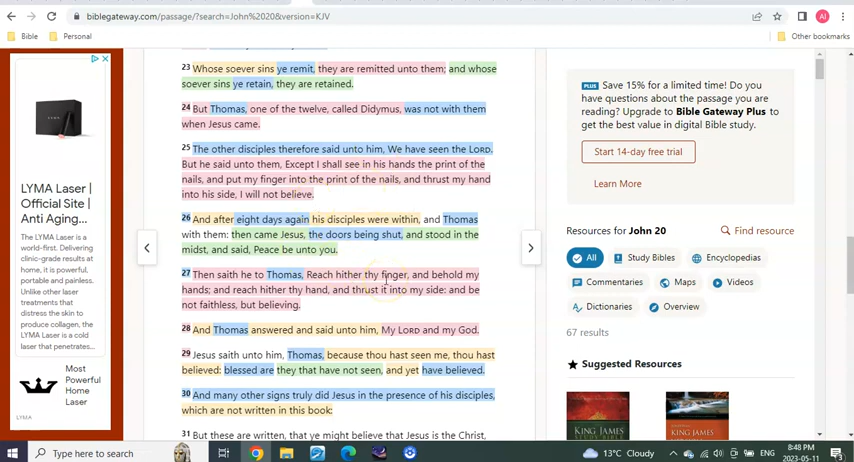 biblegateway.com/passage/?search=John%2020&version=KJV
AI
Bible
Personal
Other bookmarks
LYMA Laser |
Official Site |
Anti Aging...
The LYMA Laser is a
world-first. Delivering
clinic-grade results at
home, it is powerful,
portable and painless.
Unlike other laser
treatments that
distress the skin to
produce collagen, the
LYMA Laser is a cold
laser that penetrates...
Most
Powerful
Home
Laser
LYMA
23 Whose soever sins ye remit, they are remitted unto them; and whose
soever sins ye retain, they are retained.
24 But Thomas, one of the twelve, called Didymus, was not with them
when Jesus came.
25 The other disciples therefore said unto him, We have seen the LORD.
But he said unto them, Except I shall see in his hands the print of the
nails, and put my finger into the print of the nails, and thrust my hand
into his side, I will not believe.
26 And after eight days again his disciples were within, and Thomas
with them: then came Jesus, the doors being shut, and stood in the
midst, and said, Peace be unto you.
27 Then saith he to Thomas, Reach hither thy finger, and behold my
hands; and reach hither thy hand, and thrust it into my side: and be
not faithless, but believing.
28 And Thomas answered and said unto him, My LORD and my God.
29 Jesus saith unto him, Thomas, because thou hast seen me, thou hast
believed: blessed are they that have not seen, and yet have believed.
30 And many other signs truly did Jesus in the presence of his disciples,
which are not written in this book:
31 But these are written, that ye might believe that Jesus is the Christ,
PLUS Save 15% for a limited time! Do you
have questions about the passage you are
reading? Upgrade to Bible Gateway Plus to
get the best value in digital Bible study.
Start 14-day free trial
Learn More
Resources for John 20
Find resource
All
Study Bibles
Encyclopedias
Commentaries
Maps
Videos
Dictionaries
Overview
67 results
Suggested Resources
KING JAMES
KING JAMES
Type here to search
13°C Cloudy
ENG
8:48 PM
2023-05-11